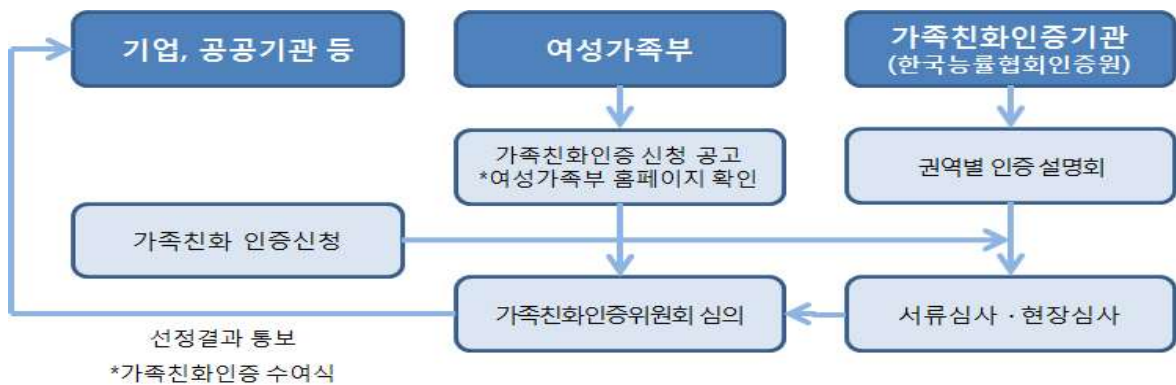 기업, 공공기관 등
여성가족부
가족친화인증기관
(한국능률협회인증원)
가족친화인증 신청 공고
*여성가족부 홈페이지 확인
권역별 인증 설명회
가족친화 인증신청
가족친화인증위원회 심의
서류심사 · 현장심사
선정결과 통보
*가족친화인증 수여식